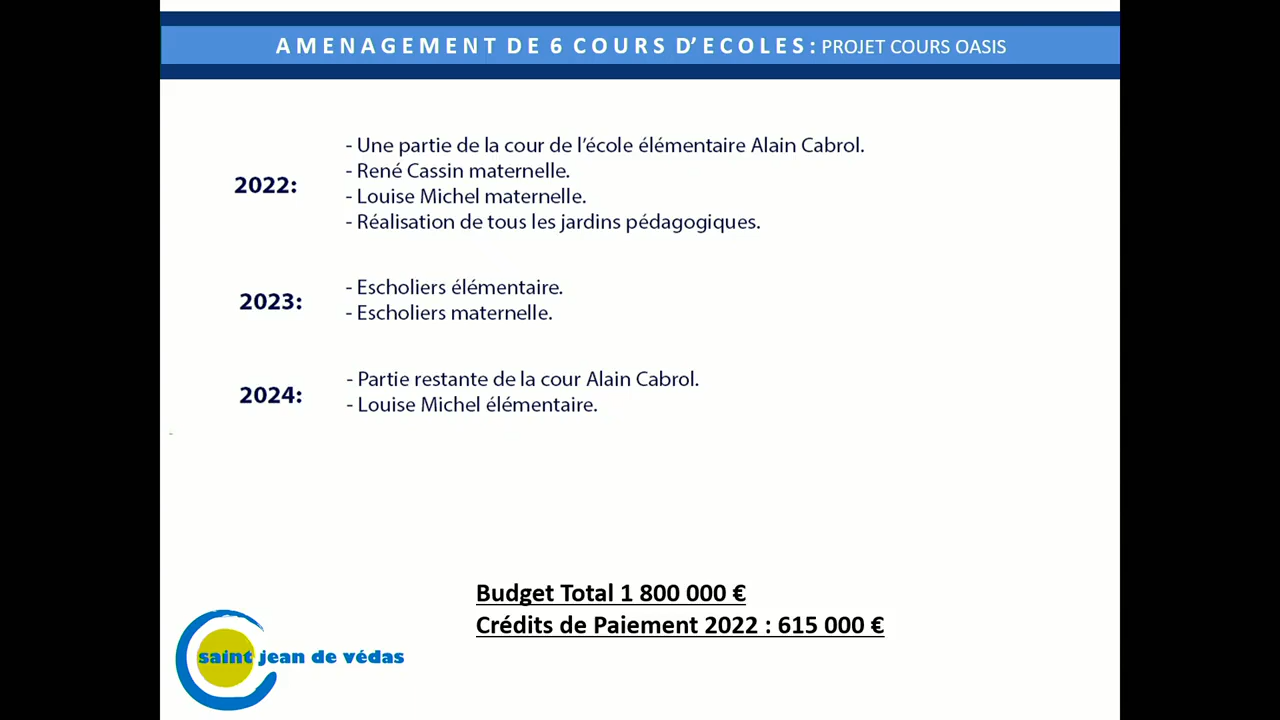 AMENAGEMENT DE 6 COURS D’ECOLES: PROJET COURS OASIS
2022:
- Une partie de la cour de l’école élémentaire Alain Cabrol.
- René Cassin maternelle.
- Louise Michel maternelle.
- Réalisation de tous les jardins pédagogiques.
2023:
- Escholiers élémentaire.
- Escholiers maternelle.
2024:
- Partie restante de la cour Alain Cabrol.
- Louise Michel élémentaire.
Budget Total 1 800 000 €
Crédits de Paiement 2022 : 615 000 €
saint jean de védas